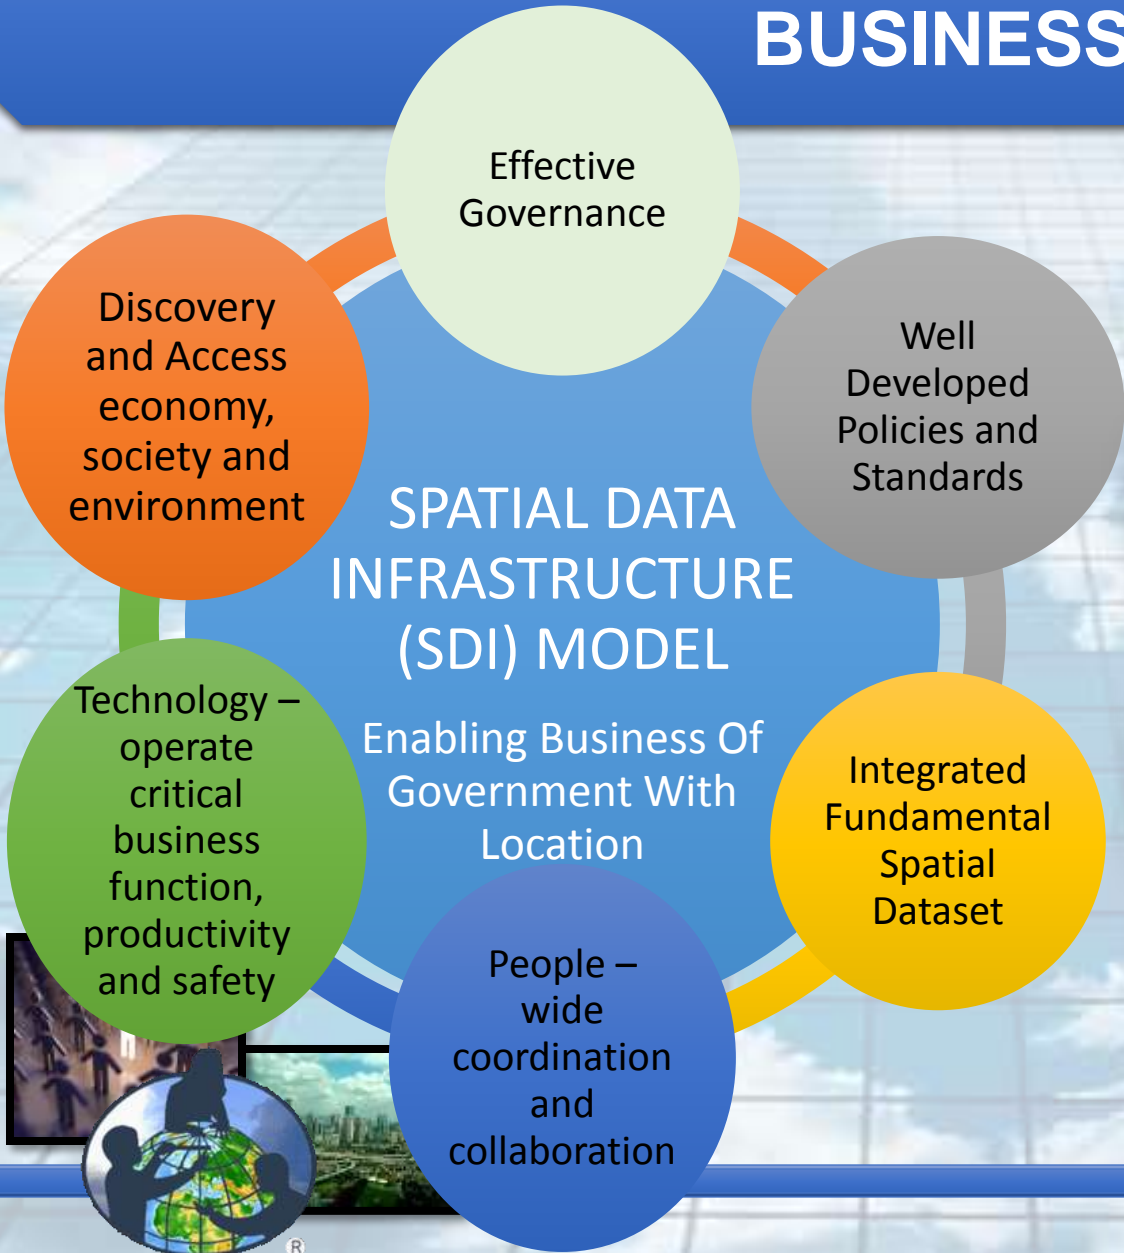 BUSINESS
Effective
Governance
Well
Developed
Policies and
Standards
Integrated
Fundamental
Spatial
Dataset
People –
wide
coordination
and
collaboration
Technology –
operate
critical
business
function,
productivity
and safety
Discovery
and Access
economy,
society and
environment
SPATIAL DATA
INFRASTRUCTURE
(SDI) MODEL
Enabling Business Of
Government With
Location
®